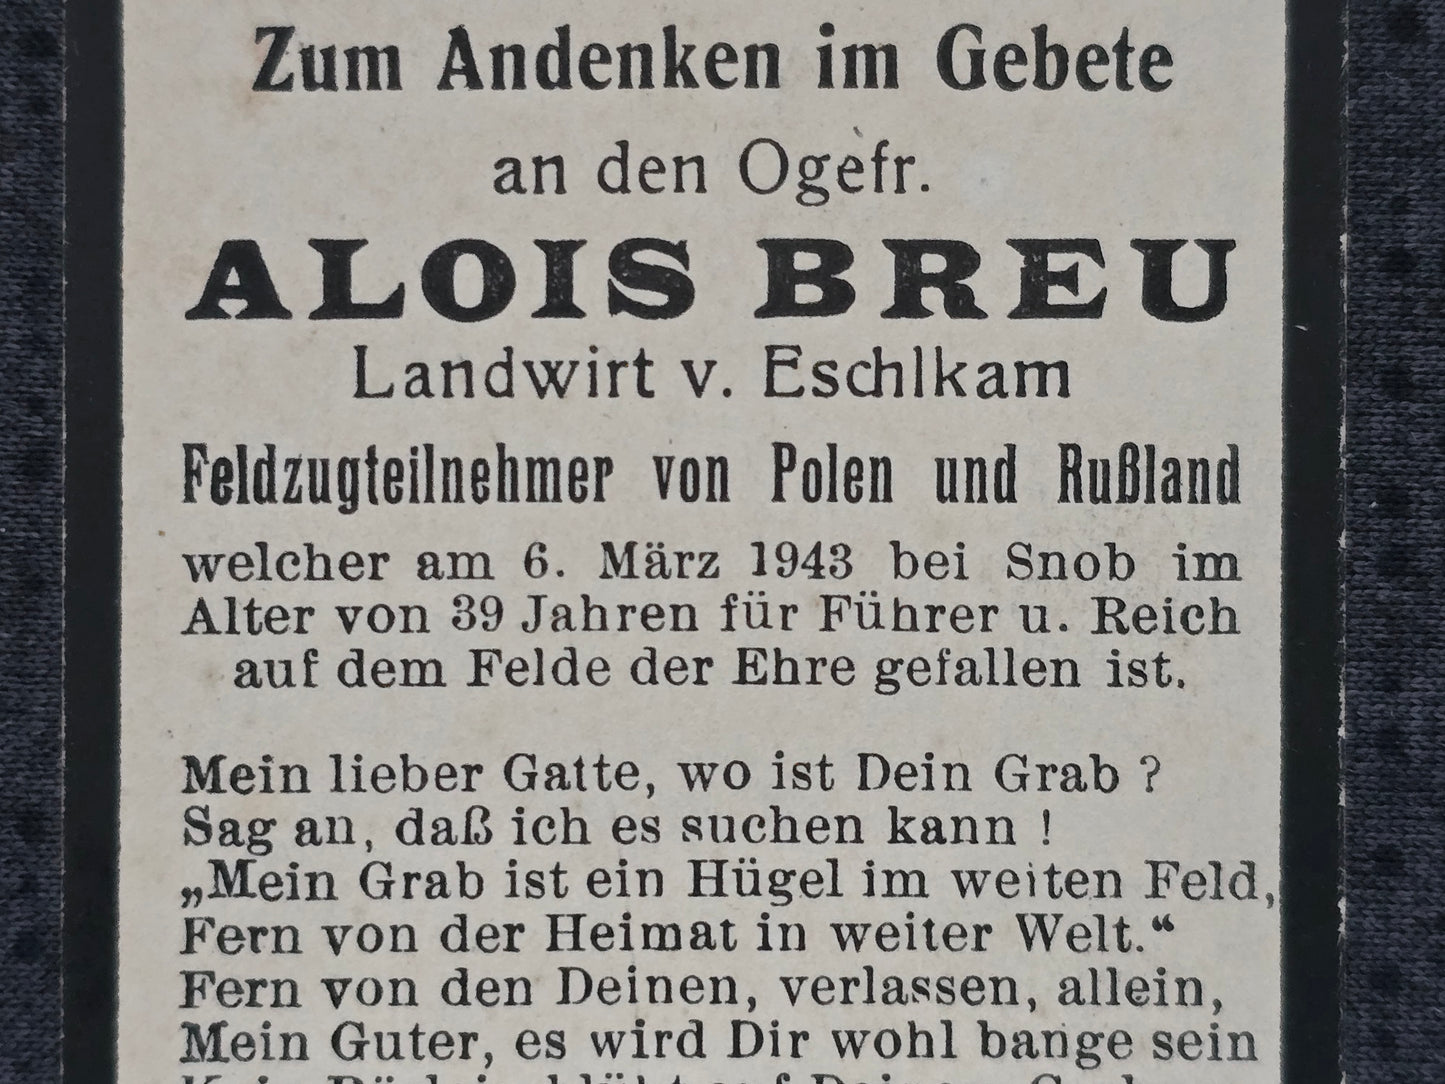 Zum Andenken im Gebete
an den Ogefr.
ALOIS BREU
Landwirt v. Eschlkam
Feldzugteilnehmer von Polen und Rußland
welcher am 6. März 1943 bei Snob im
Alter von 39 Jahren für Führer u. Reich
auf dem Felde der Ehre gefallen ist.
Mein lieber Gatte, wo ist Dein Grab ?
Sag an, daß ich es suchen kann !
„Mein Grab ist ein Hügel im weiten Feld,
Fern von der Heimat in weiter Welt.“
Fern von den Deinen, verlassen, allein,
Mein Guter, es wird Dir wohl bange sein